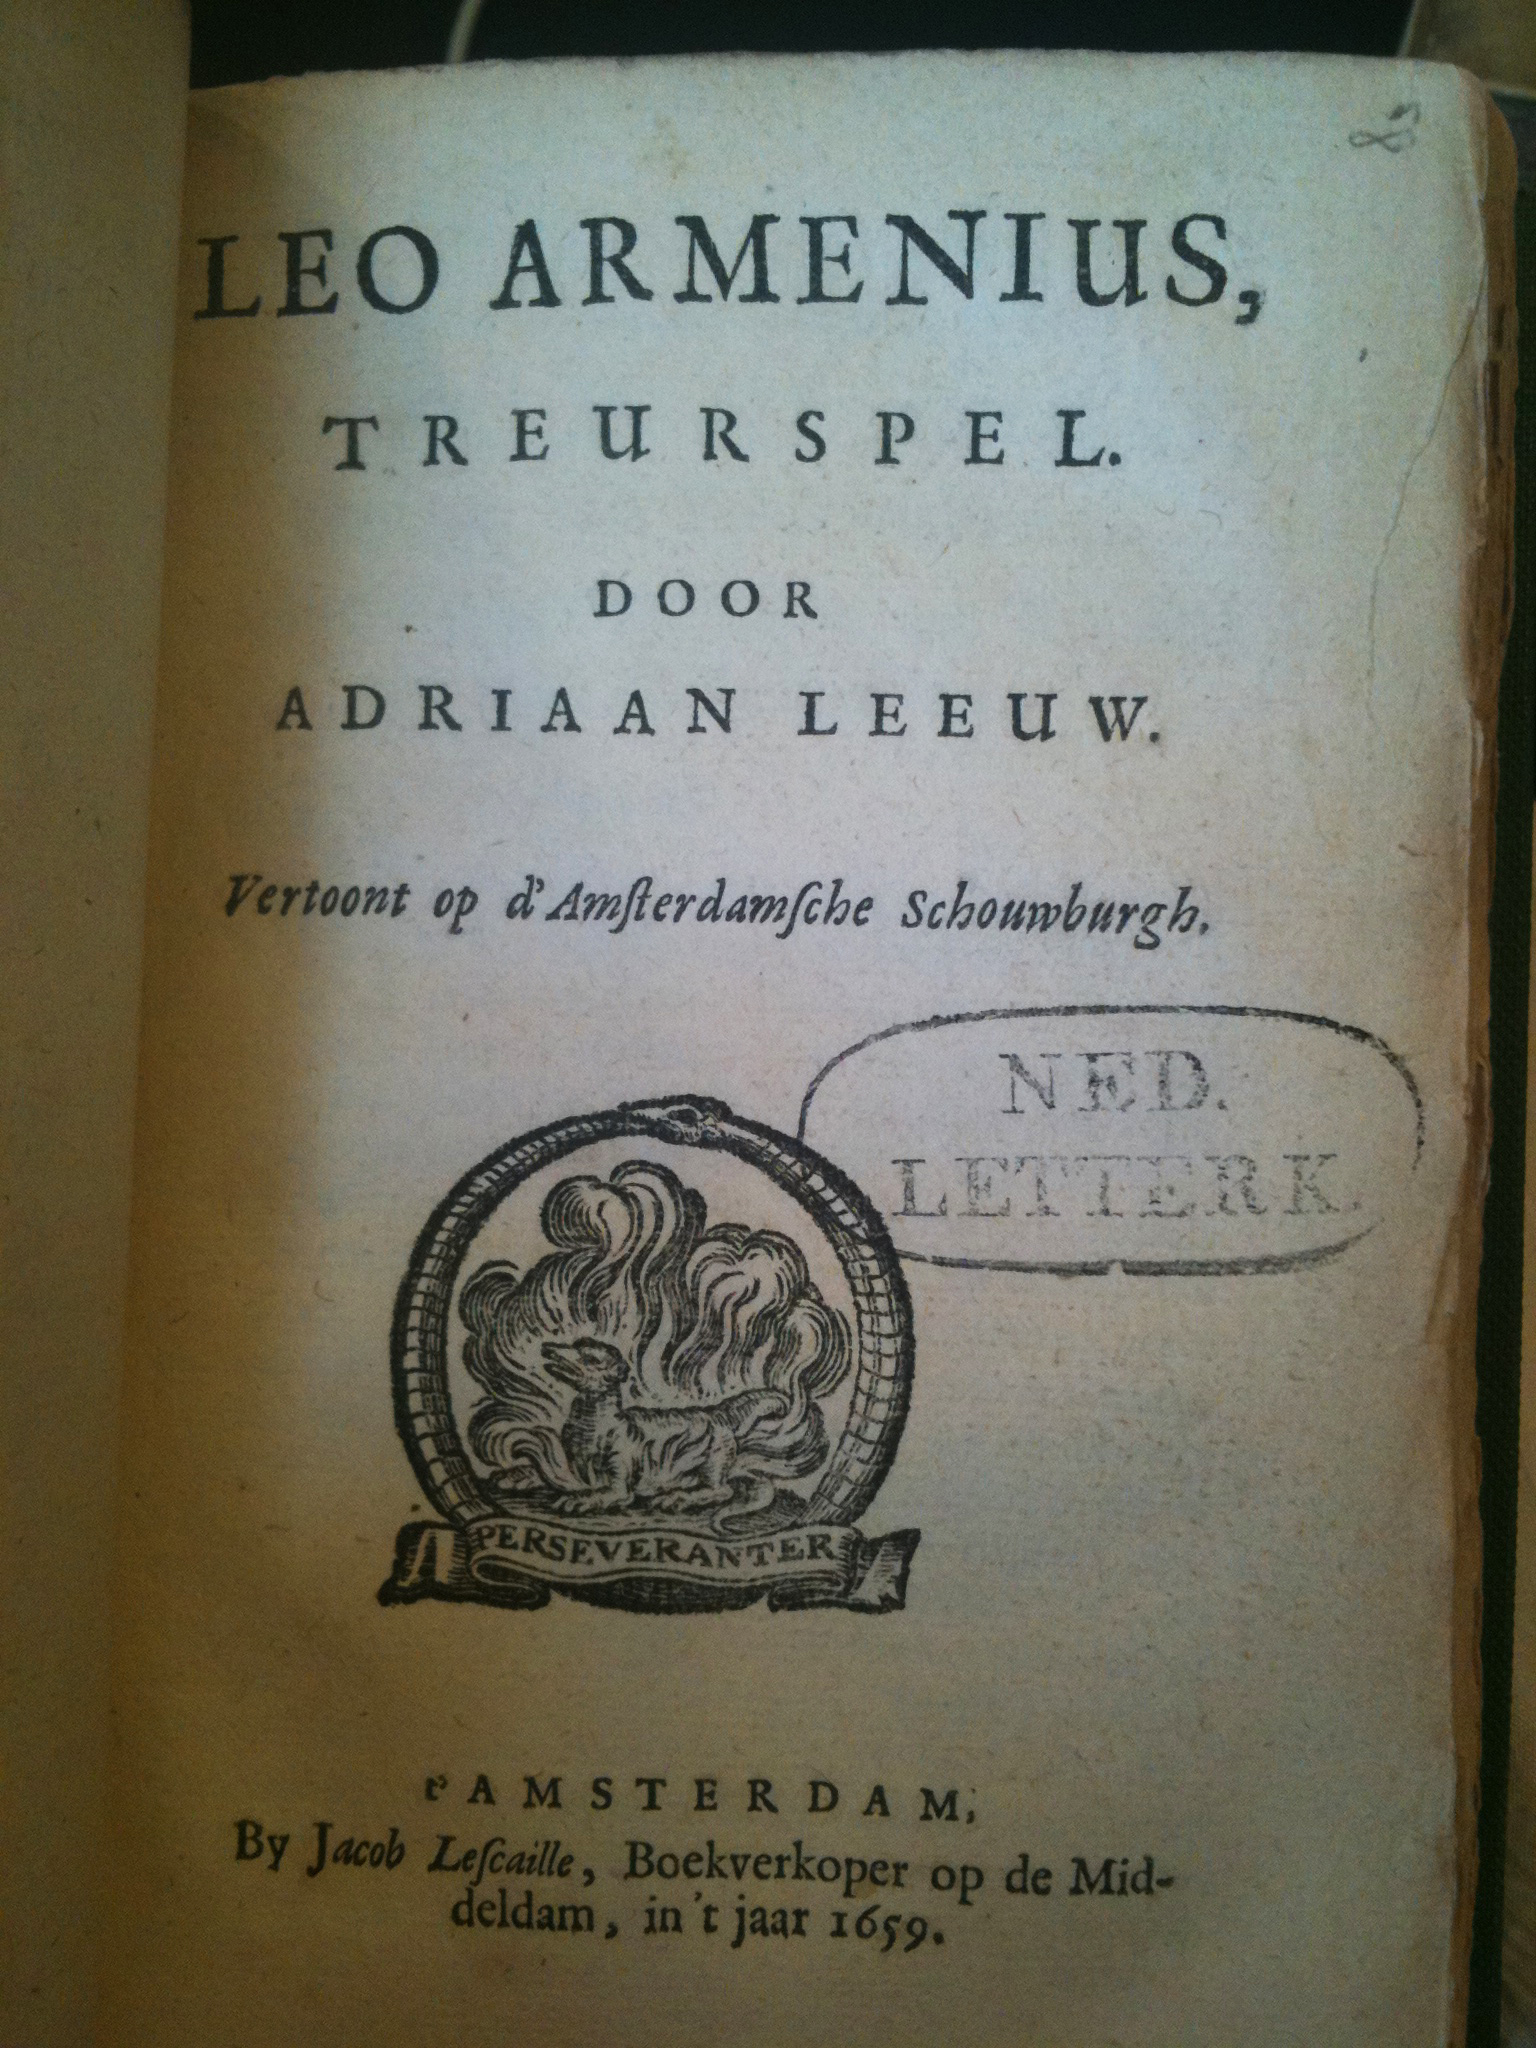 LEO ARMENIUS,
TREURSPEL.
DOOR
ADRIAAN LEEUW.
Vertoont op d'Amſterdamſche Schouwburgh.
NED.
LETTERK.
PERSEVERANTER
t'AMSTERDAM,
By Jacob Leſcaille, Boekverkoper op de Mid-
deldam, in 't jaar 1659.